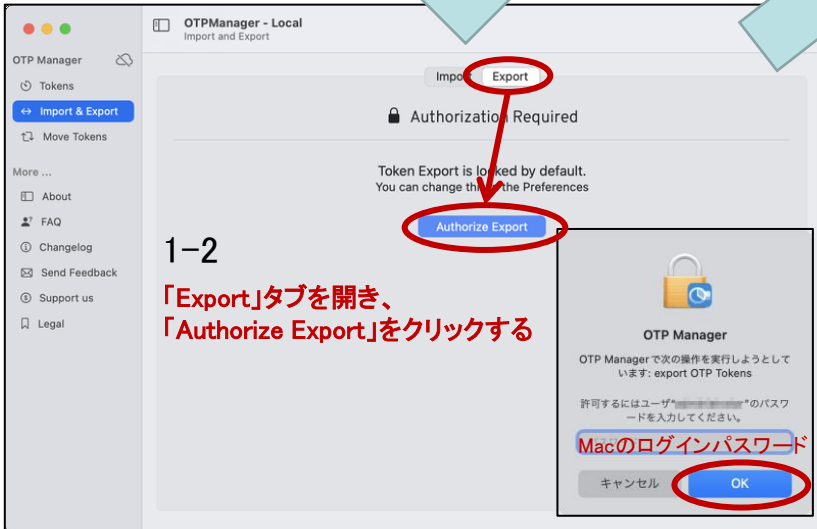 OTPManager - Local
Import and Export
OTP Manager
Tokens
Import & Export
Move Tokens
More ...
About
FAQ
Changelog
Send Feedback
Support us
Legal
Import Export
Authorization Required
Token Export is locked by default.
You can change this in the Preferences
Authorize Export
1-2
「Export」タブを開き、
「Authorize Export」をクリックする
OTP Manager
OTP Managerで次の操作を実行しようとして
います: export OTP Tokens
許可するにはユーザ" "のパスワ
ードを入力してください。
Macのログインパスワード
キャンセル OK